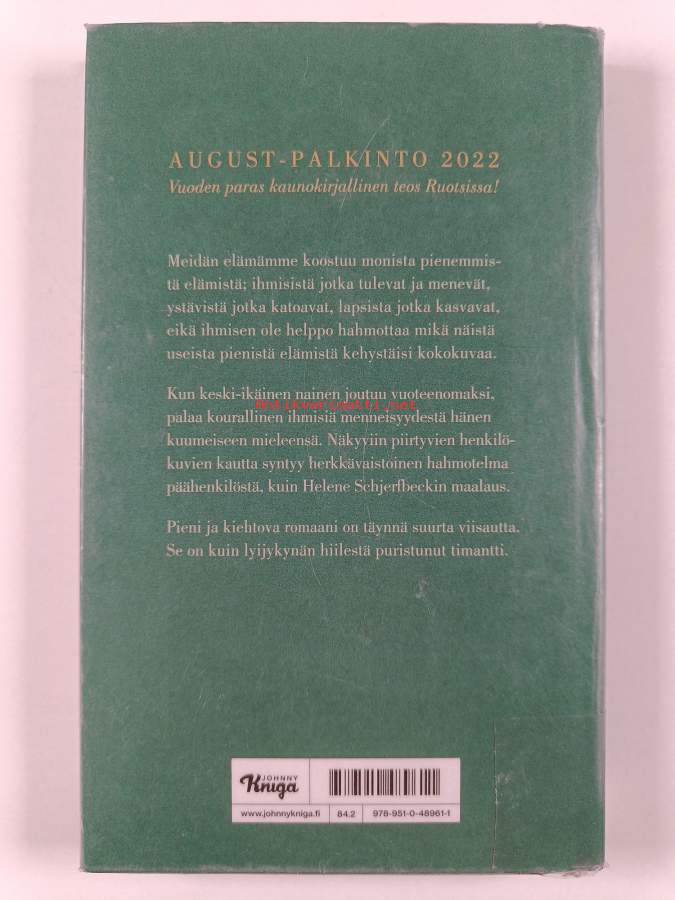 AUGUST-PALKINTO 2022
Vuoden paras kaunokirjallinen teos Ruotsissa!
Meidän elämämme koostuu monista pienemmis-
tä elämistä; ihmisistä jotka tulevat ja menevät,
ystävistä jotka katoavat, lapsista jotka kasvavat,
eikä ihmisen ole helppo hahmottaa mikä näistä
useista pienistä elämistä kehystäisi kokokuvaa.
Kun keski-ikäinen nainen joutuu vuoteenomaksi,
palaa kourallinen ihmisiä menneisyydestä hänen
Antikvariaatti.net
kuumeiseen mieleensä. Näkyyiin piirtyvien henkilö-
kuvien kautta syntyy herkkävaistoinen hahmotelma
päähenkilöstä, kuin Helene Schjerfbeckin maalaus.
Pieni ja kiehtova romaani on täynnä suurta viisautta.
Se on kuin lyijykynän hiilestä puristunut timantti.
JOHNNY
Kniga
www.johnnykniga.fi
84.2
978-951-0-48961-1